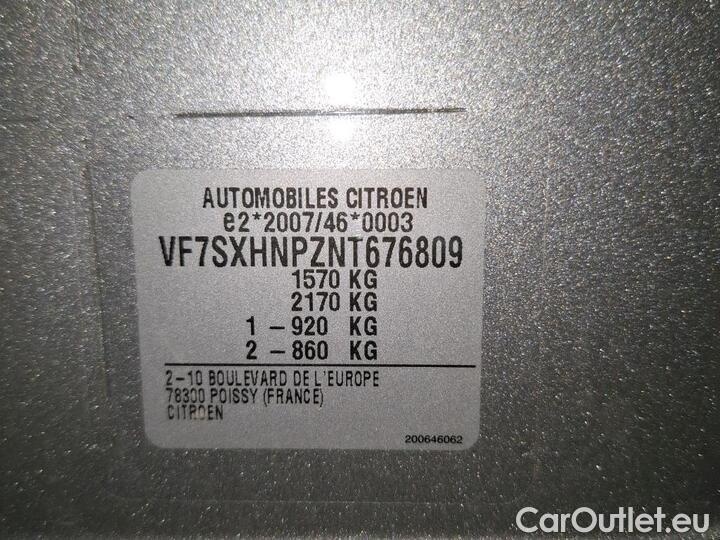 AUTOMOBILES CITROEN
e2*2007/46*0003
VF7SXHNPZNT676809
1570 KG
2170 KG
1 – 920 KG
2 – 860 KG
2–10 BOULEVARD DE L'EUROPE
78300 POISSY (FRANCE)
CITROEN
200646062
CarOutlet.eu